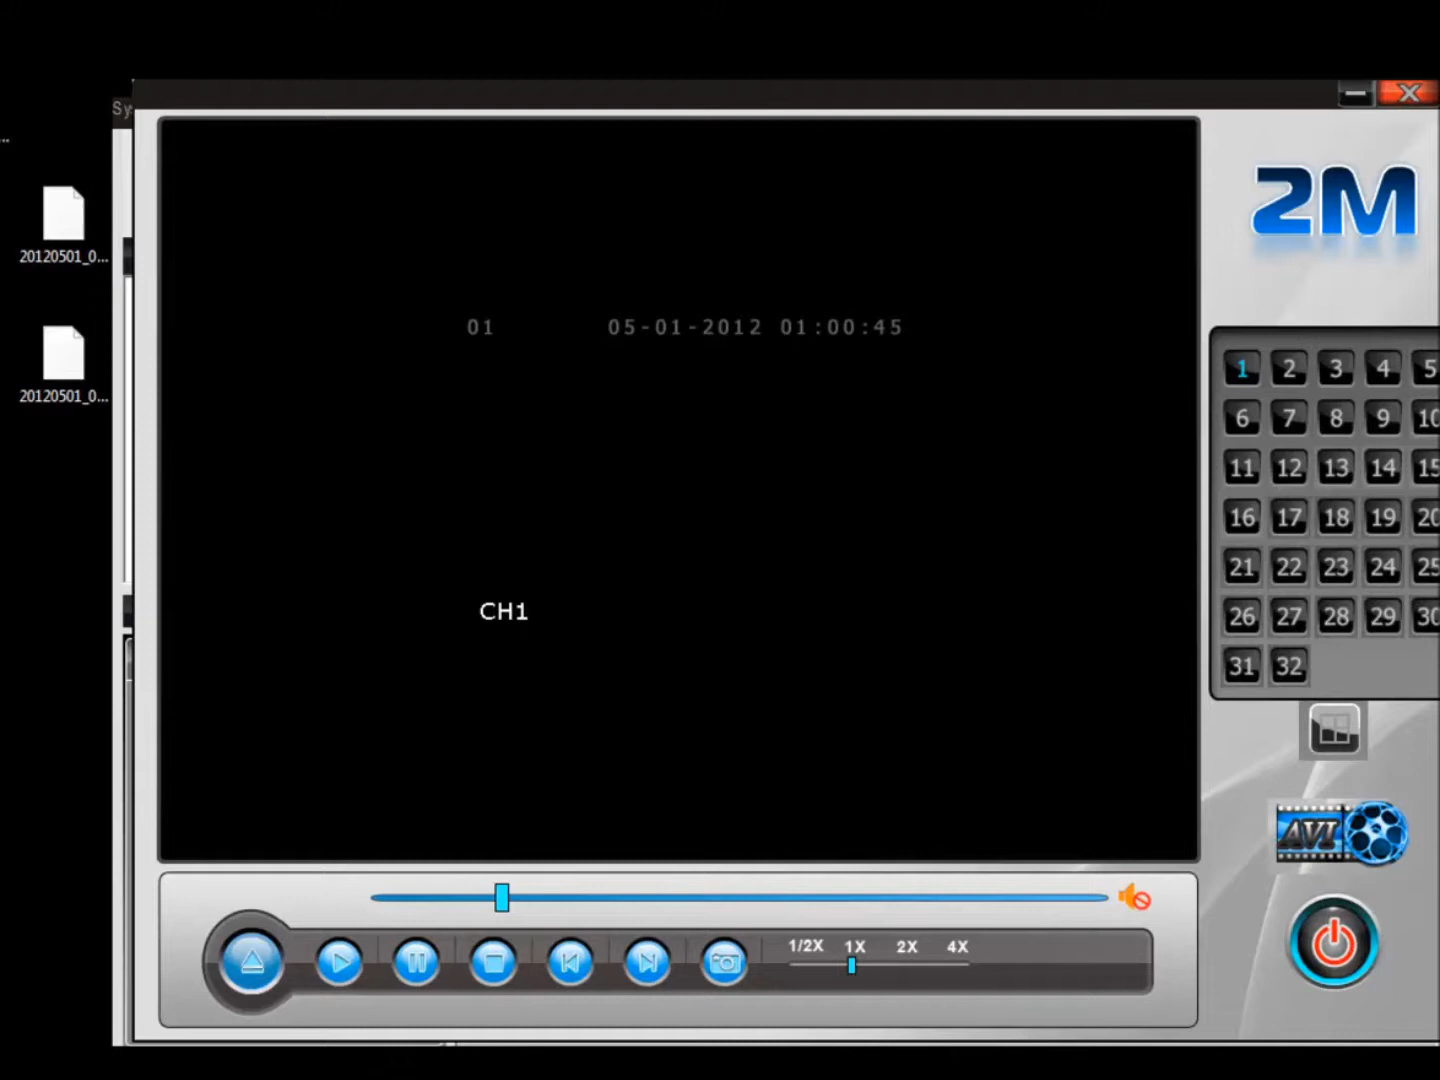 Sy
...
2M
20120501_0...
01 05-01-2012 01:00:45
20120501_0...
1 2 3 4 5
6 7 8 9 10
11 12 13 14 15
16 17 18 19 20
21 22 23 24 25
26 27 28 29 30
31 32
CH1
AVI
1/2X 1X 2X 4X